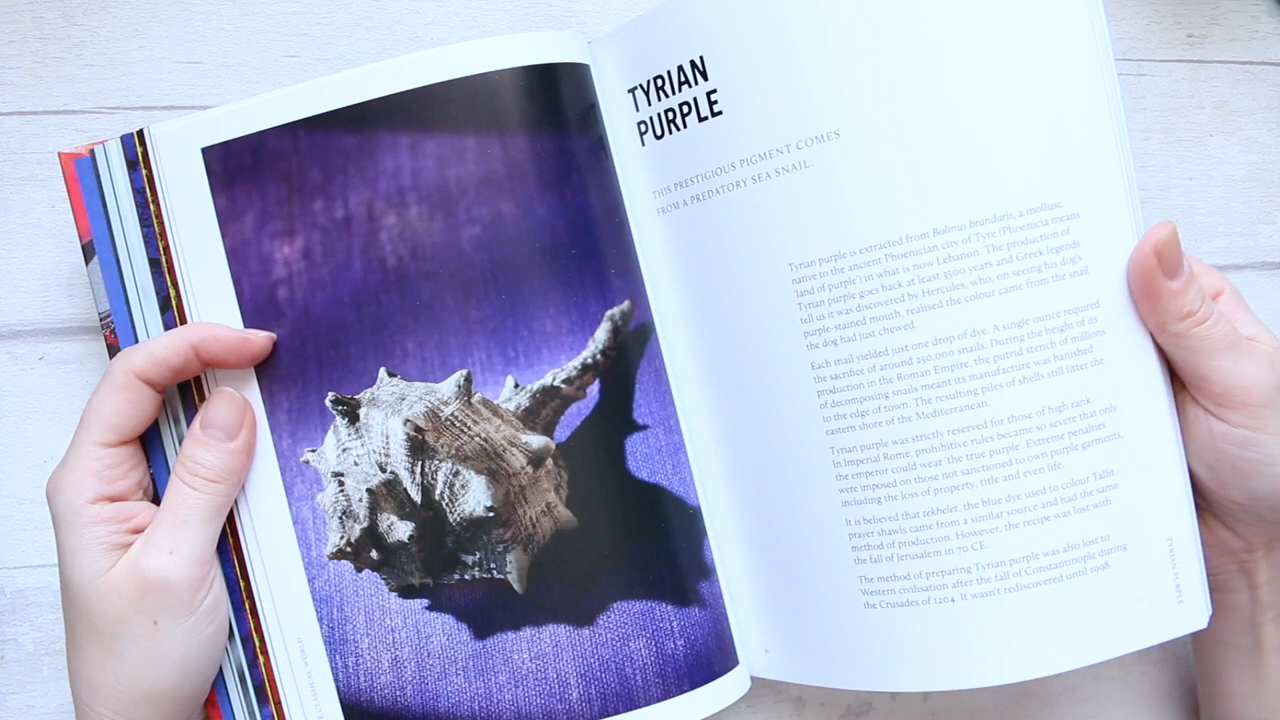 TYRIAN
PURPLE
THIS PRESTIGIOUS PIGMENT COMES
FROM A PREDATORY SEA SNAIL.
Tyrian purple is extracted from Bolinus brandaris, a mollusc
native to the ancient Phoenician city of Tyre (Phoenicia means
'land of purple') in what is now Lebanon. The production of
Tyrian purple goes back at least 3500 years and Greek legends
tell us it was discovered by Hercules, who, on seeing his dog's
purple-stained mouth, realised the colour came from the snail
the dog had just chewed.
Each snail yielded just one drop of dye. A single ounce required
the sacrifice of around 250,000 snails. During the height of its
production in the Roman Empire, the putrid stench of millions
of decomposing snails meant its manufacture was banished
to the edge of town. The resulting piles of shells still litter the
eastern shore of the Mediterranean.
Tyrian purple was strictly reserved for those of high rank.
In Imperial Rome, prohibitive rules became so severe that only
the emperor could wear 'the true purple'. Extreme penalties
were imposed on those not sanctioned to own purple garments,
including the loss of property, title and even life.
It is believed that tekhelet, the blue dye used to colour Tallit
prayer shawls came from a similar source and had the same
method of production. However, the recipe was lost with
the fall of Jerusalem in 70 CE.
The method of preparing Tyrian purple was also lost to
Western civilisation after the fall of Constantinople during
the Crusades of 1204. It wasn't rediscovered until 1998.
TYRIAN PURPLE
CLASSICAL WORLD